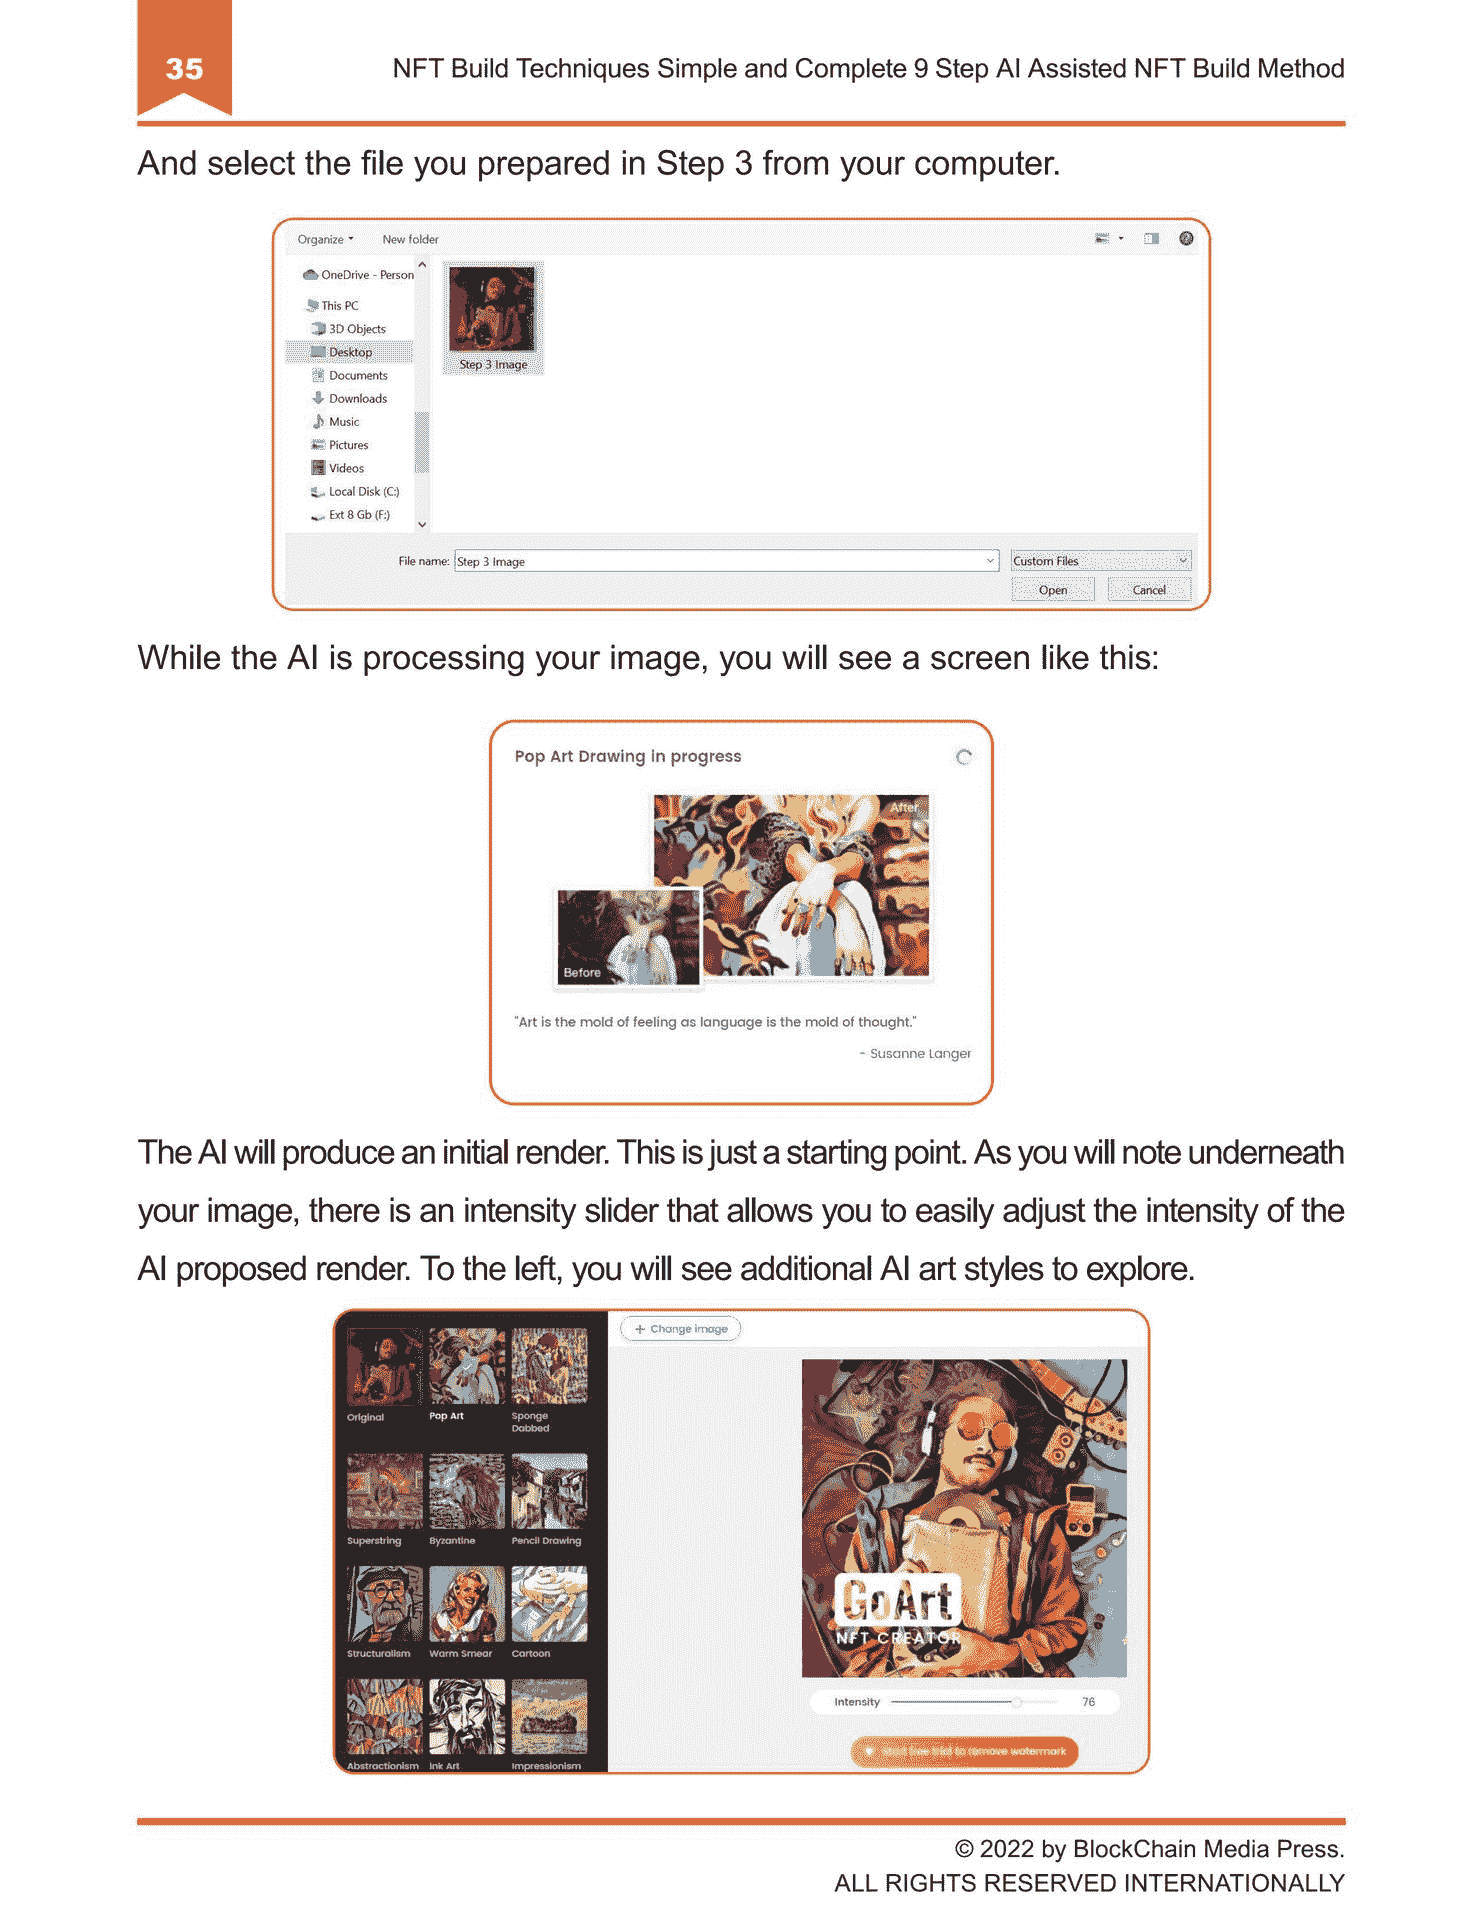 35
NFT Build Techniques Simple and Complete 9 Step AI Assisted NFT Build Method
And select the file you prepared in Step 3 from your computer.
Organize
New folder
OneDrive - Person
This PC
3D Objects
Desktop
Documents
Downloads
Music
Pictures
Videos
Local Disk (C:)
Ext 8 Gb (F:)
Step 3 Image
File name: Step 3 Image
Custom Files
Open Cancel
While the AI is processing your image, you will see a screen like this:
Pop Art Drawing in progress
After
Before
"Art is the mold of feeling as language is the mold of thought."
- Susanne Langer
The AI will produce an initial render. This is just a starting point. As you will note underneath
your image, there is an intensity slider that allows you to easily adjust the intensity of the
AI proposed render. To the left, you will see additional AI art styles to explore.
+ Change image
Original Pop Art Sponge
Dabbed
Superstring Byzantine Pencil Drawing
Structuralism Warm Smear Cartoon
Abstractionism Ink Art Impressionism
GoArt
NFT CREATOR
Intensity 76
Start free trial to remove watermark
© 2022 by BlockChain Media Press.
ALL RIGHTS RESERVED INTERNATIONALLY